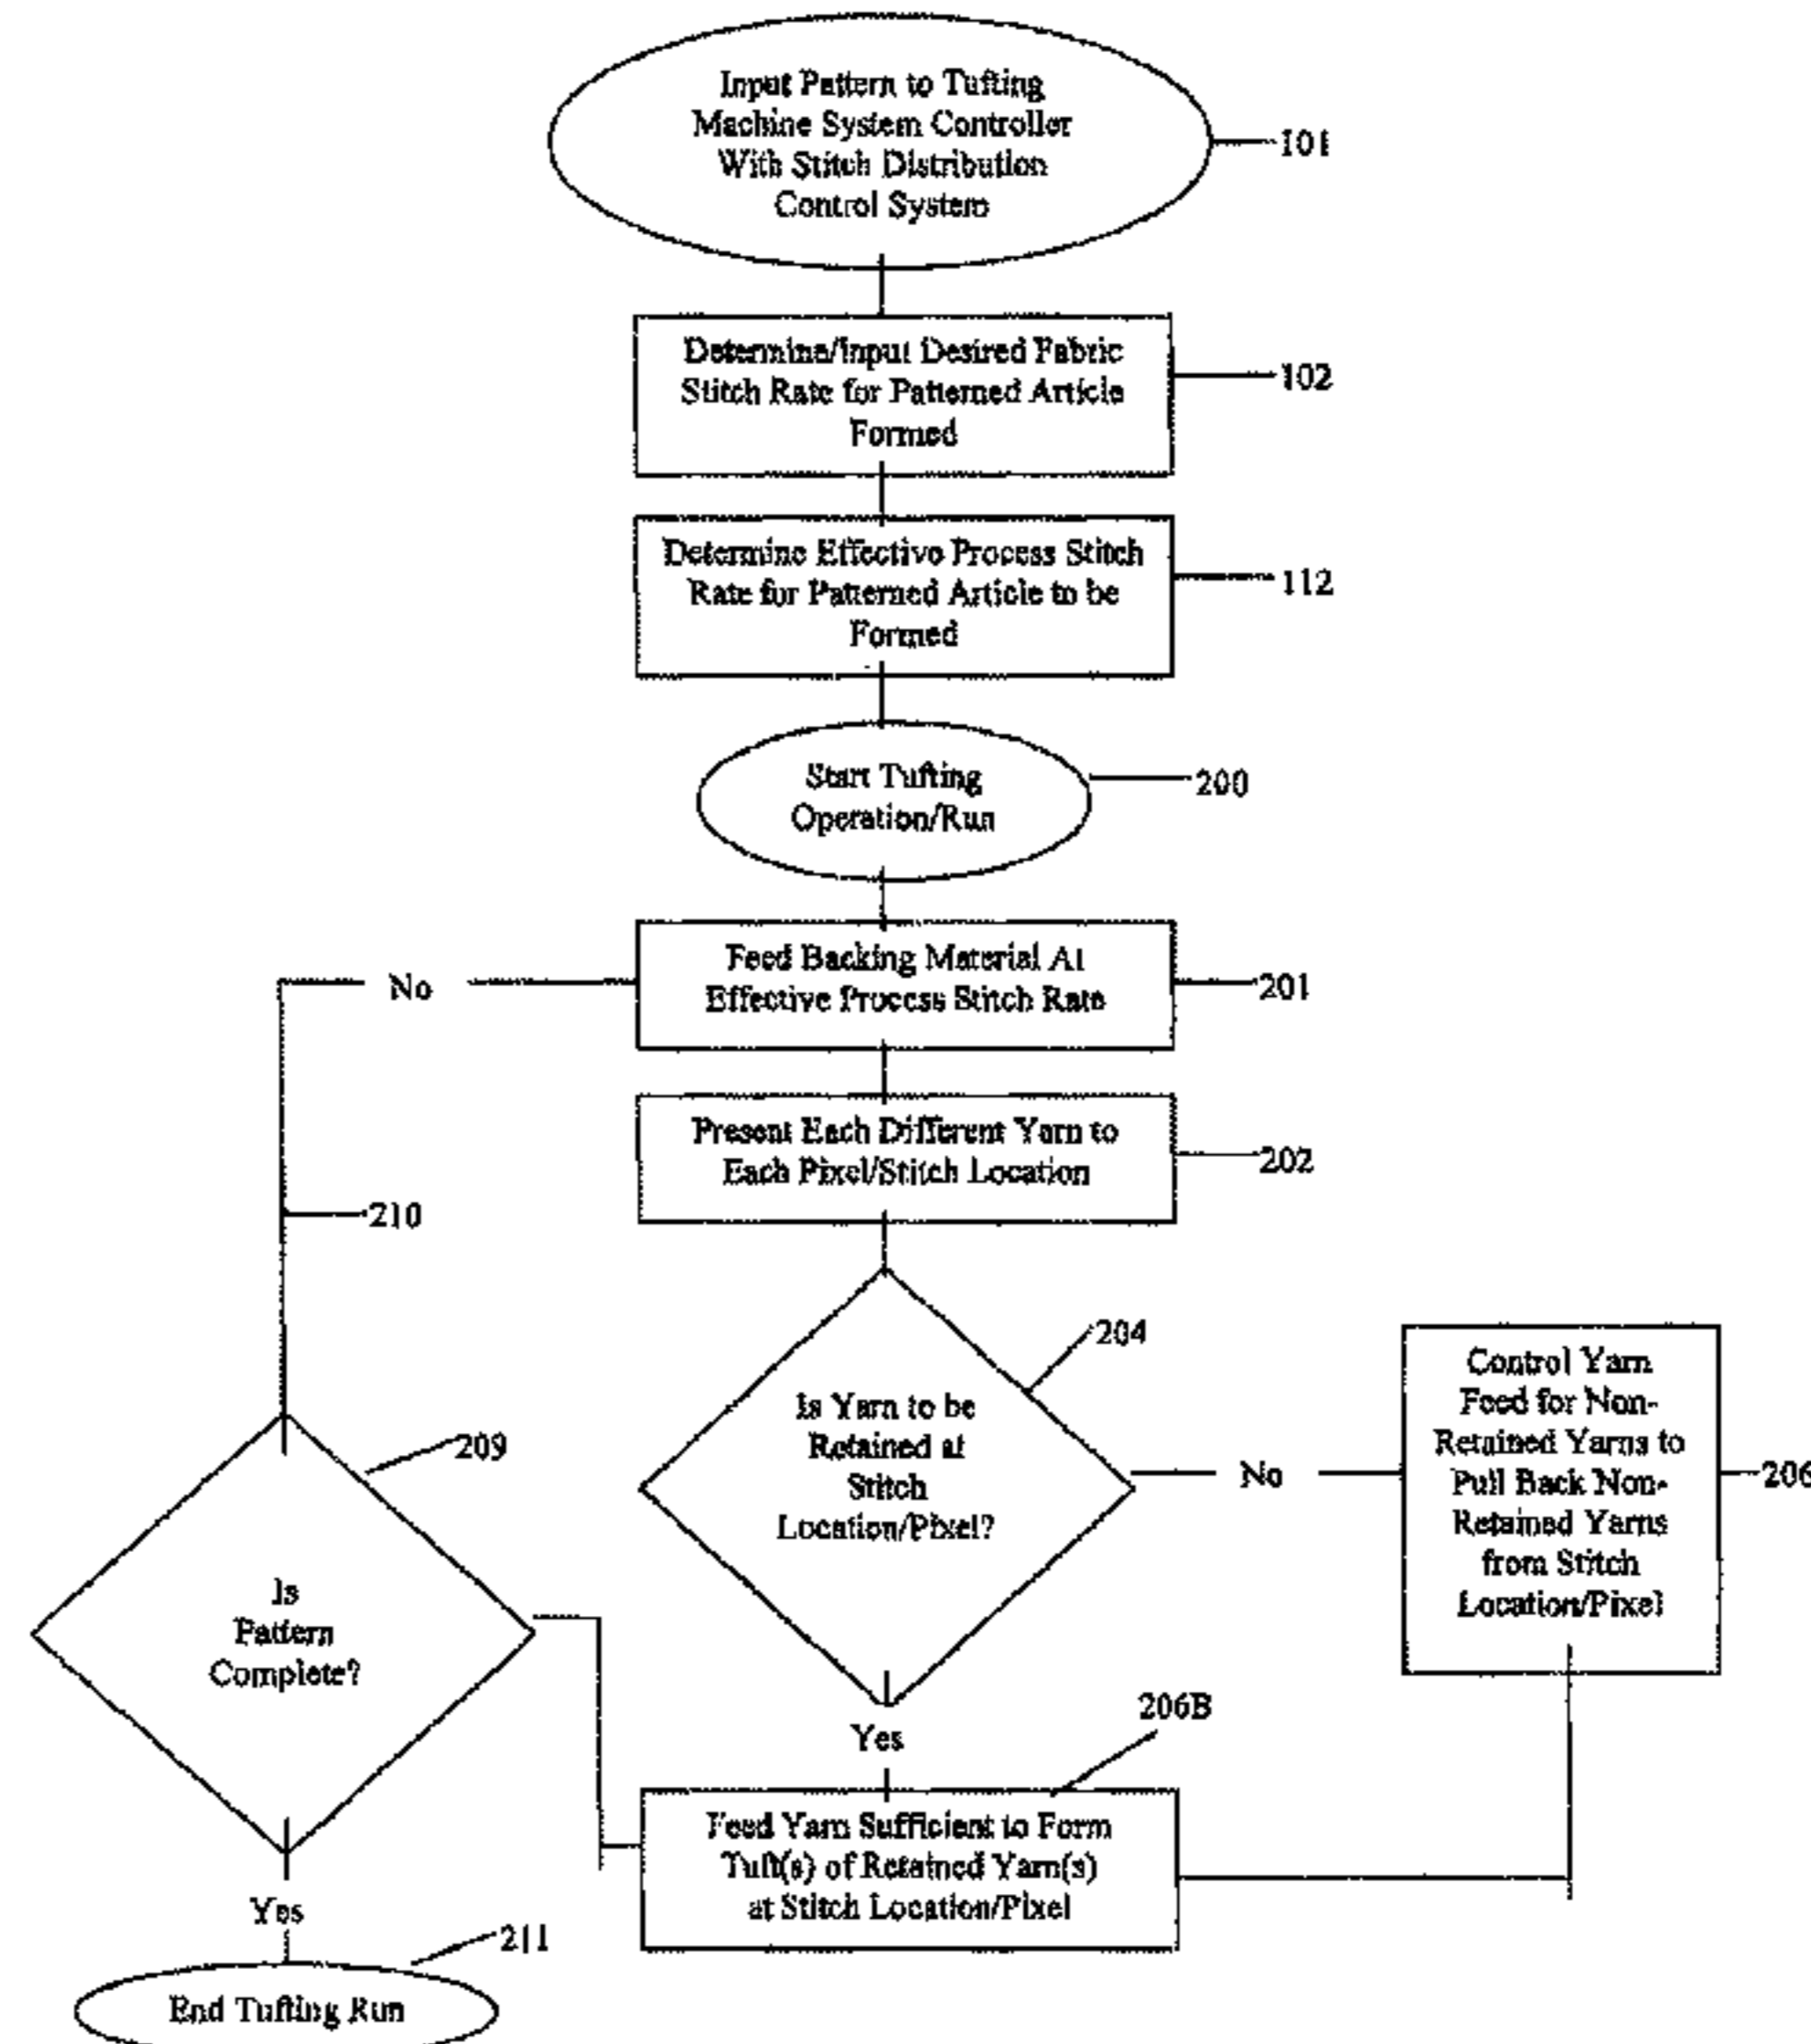 Input Pattern to Tufting
Machine System Controller
With Stitch Distribution
Control System
101
Determine/Input Desired Fabric
Stitch Rate for Patterned Article
Formed
102
Determine Effective Process Stitch
Rate for Patterned Article to be
Formed
112
Start Tufting
Operation/Run
200
Feed Backing Material At
Effective Process Stitch Rate
201
No
Present Each Different Yarn to
Each Pixel/Stitch Location
202
210
204
Is Yarn to be
Retained at
Stitch
Location/Pixel?
No
Control Yarn
Feed for Non-
Retained Yarns to
Pull Back Non-
Retained Yarns
from Stitch
Location/Pixel
206
209
Is
Pattern
Complete?
Yes
206B
Feed Yarn Sufficient to Form
Tuft(s) of Retained Yarn(s)
at Stitch Location/Pixel
Yes
211
End Tufting Run